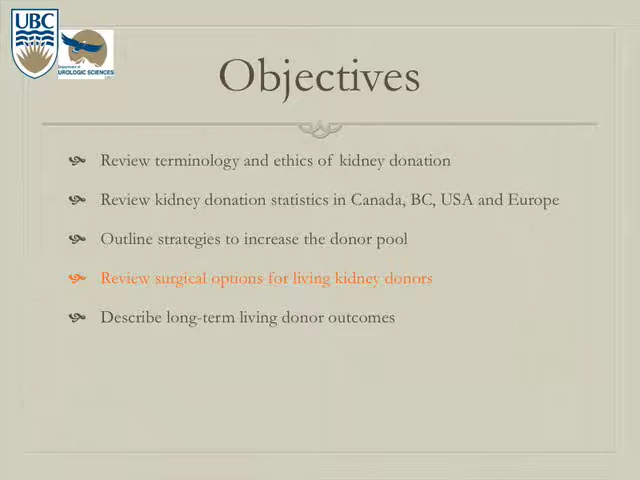 UBC
Department of
UROLOGIC SCIENCES
UBC
Objectives
Review terminology and ethics of kidney donation
Review kidney donation statistics in Canada, BC, USA and Europe
Outline strategies to increase the donor pool
Review surgical options for living kidney donors
Describe long-term living donor outcomes